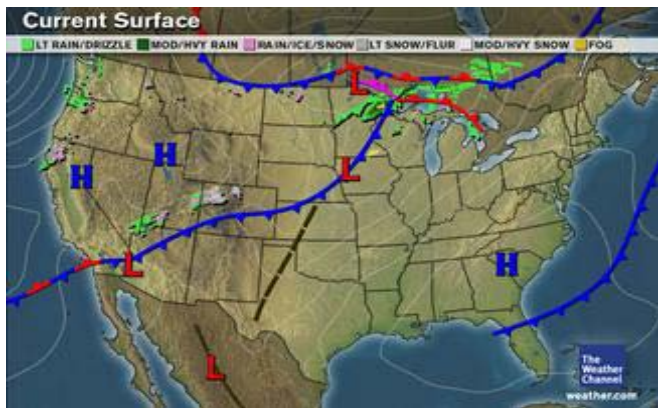 Current Surface
LT RAIN/DRIZZLE MOD/HVY RAIN RAIN/ICE/SNOW LT SNOW/FLUR MOD/HVY SNOW FOG
L
L
H
H
L
H
L
The
Weather
Channel
weather.com